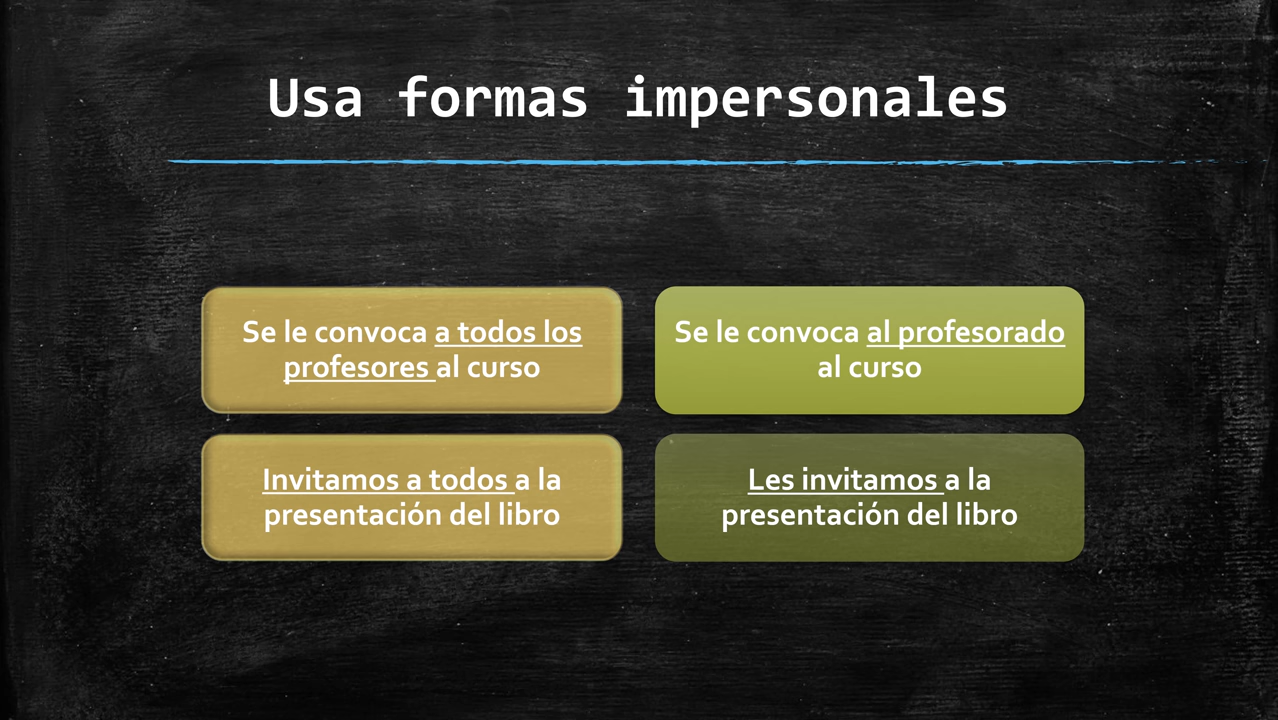 Usa formas impersonales
Se le convoca a todos los
profesores al curso
Se le convoca al profesorado
al curso
Invitamos a todos a la
presentación del libro
Les invitamos a la
presentación del libro